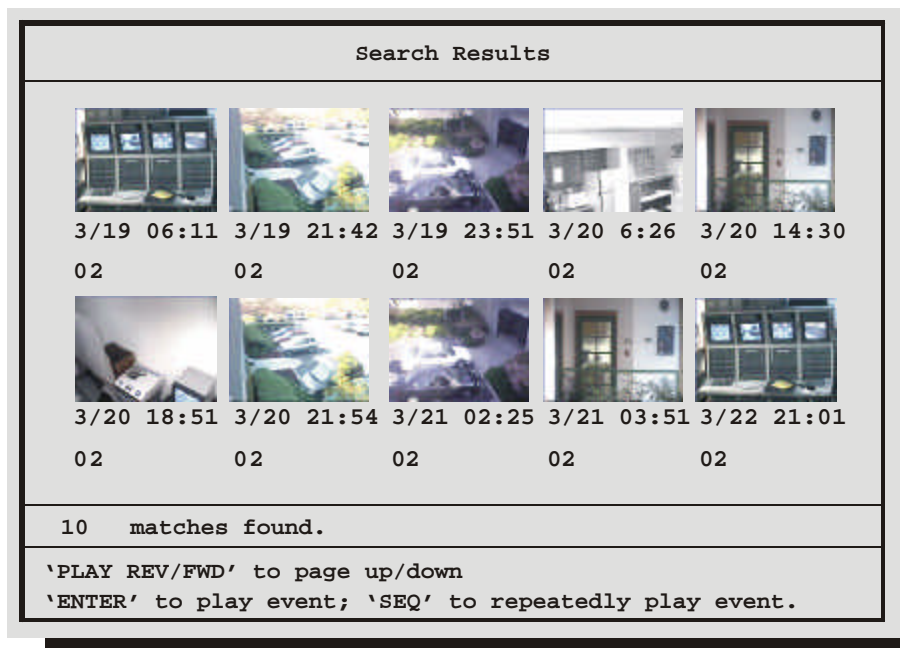 Search Results
3/19 06:11 3/19 21:42 3/19 23:51 3/20 6:26 3/20 14:30
02 02 02 02 02
3/20 18:51 3/20 21:54 3/21 02:25 3/21 03:51 3/22 21:01
02 02 02 02 02
10 matches found.
‘PLAY REV/FWD’ to page up/down
‘ENTER’ to play event; ‘SEQ’ to repeatedly play event.